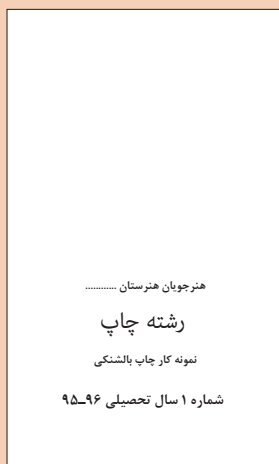 هنرجویان هنرستان ............
رشته چاپ
نمونه کار چاپ بالشتکی
شماره ۱ سال تحصیلی ۹۶ـ۹۵